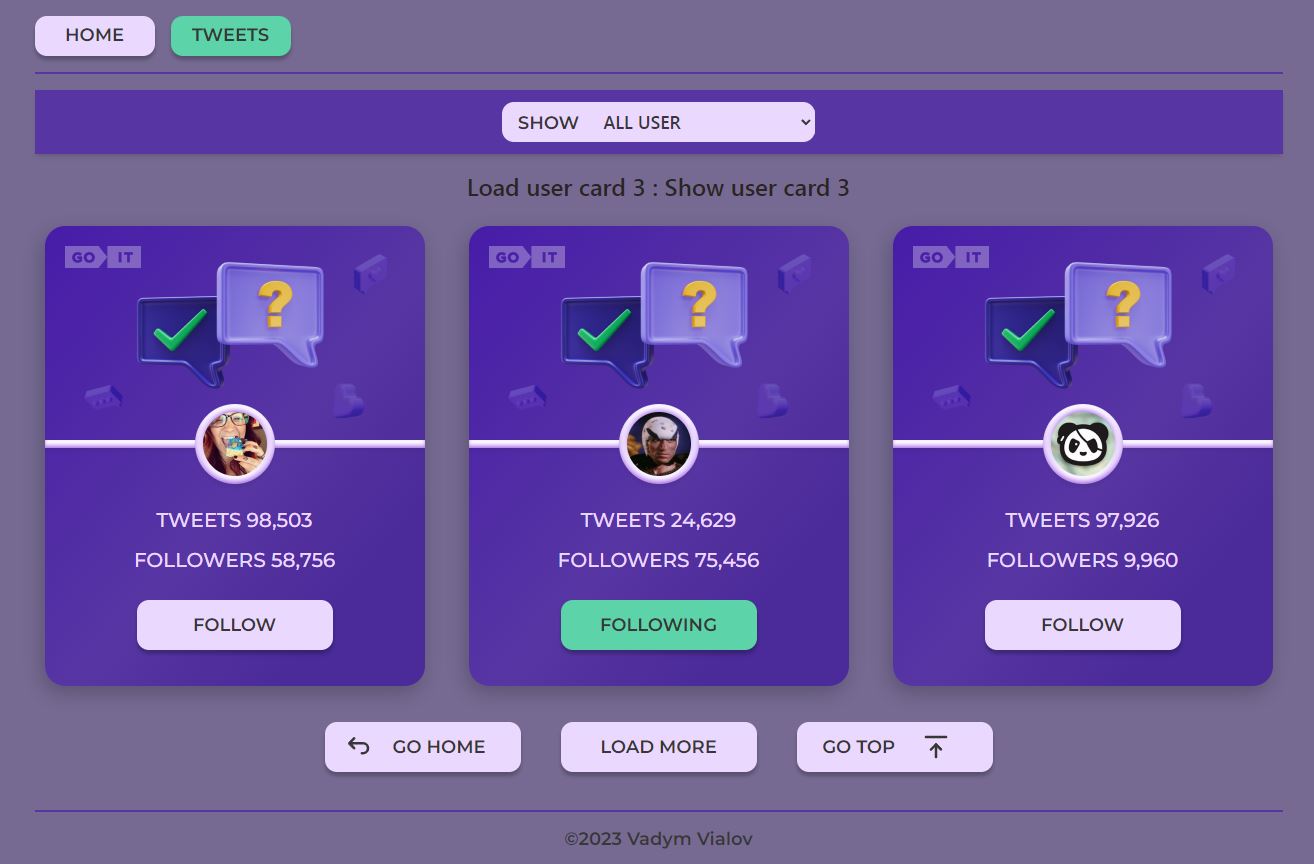 HOME TWEETS
SHOW ALL USER
Load user card 3 : Show user card 3
GO IT GO IT GO IT
?  ?  ?
TWEETS 98,503 TWEETS 24,629 TWEETS 97,926
FOLLOWERS 58,756 FOLLOWERS 75,456 FOLLOWERS 9,960
FOLLOW FOLLOWING FOLLOW
GO HOME LOAD MORE GO TOP
©2023 Vadym Vialov